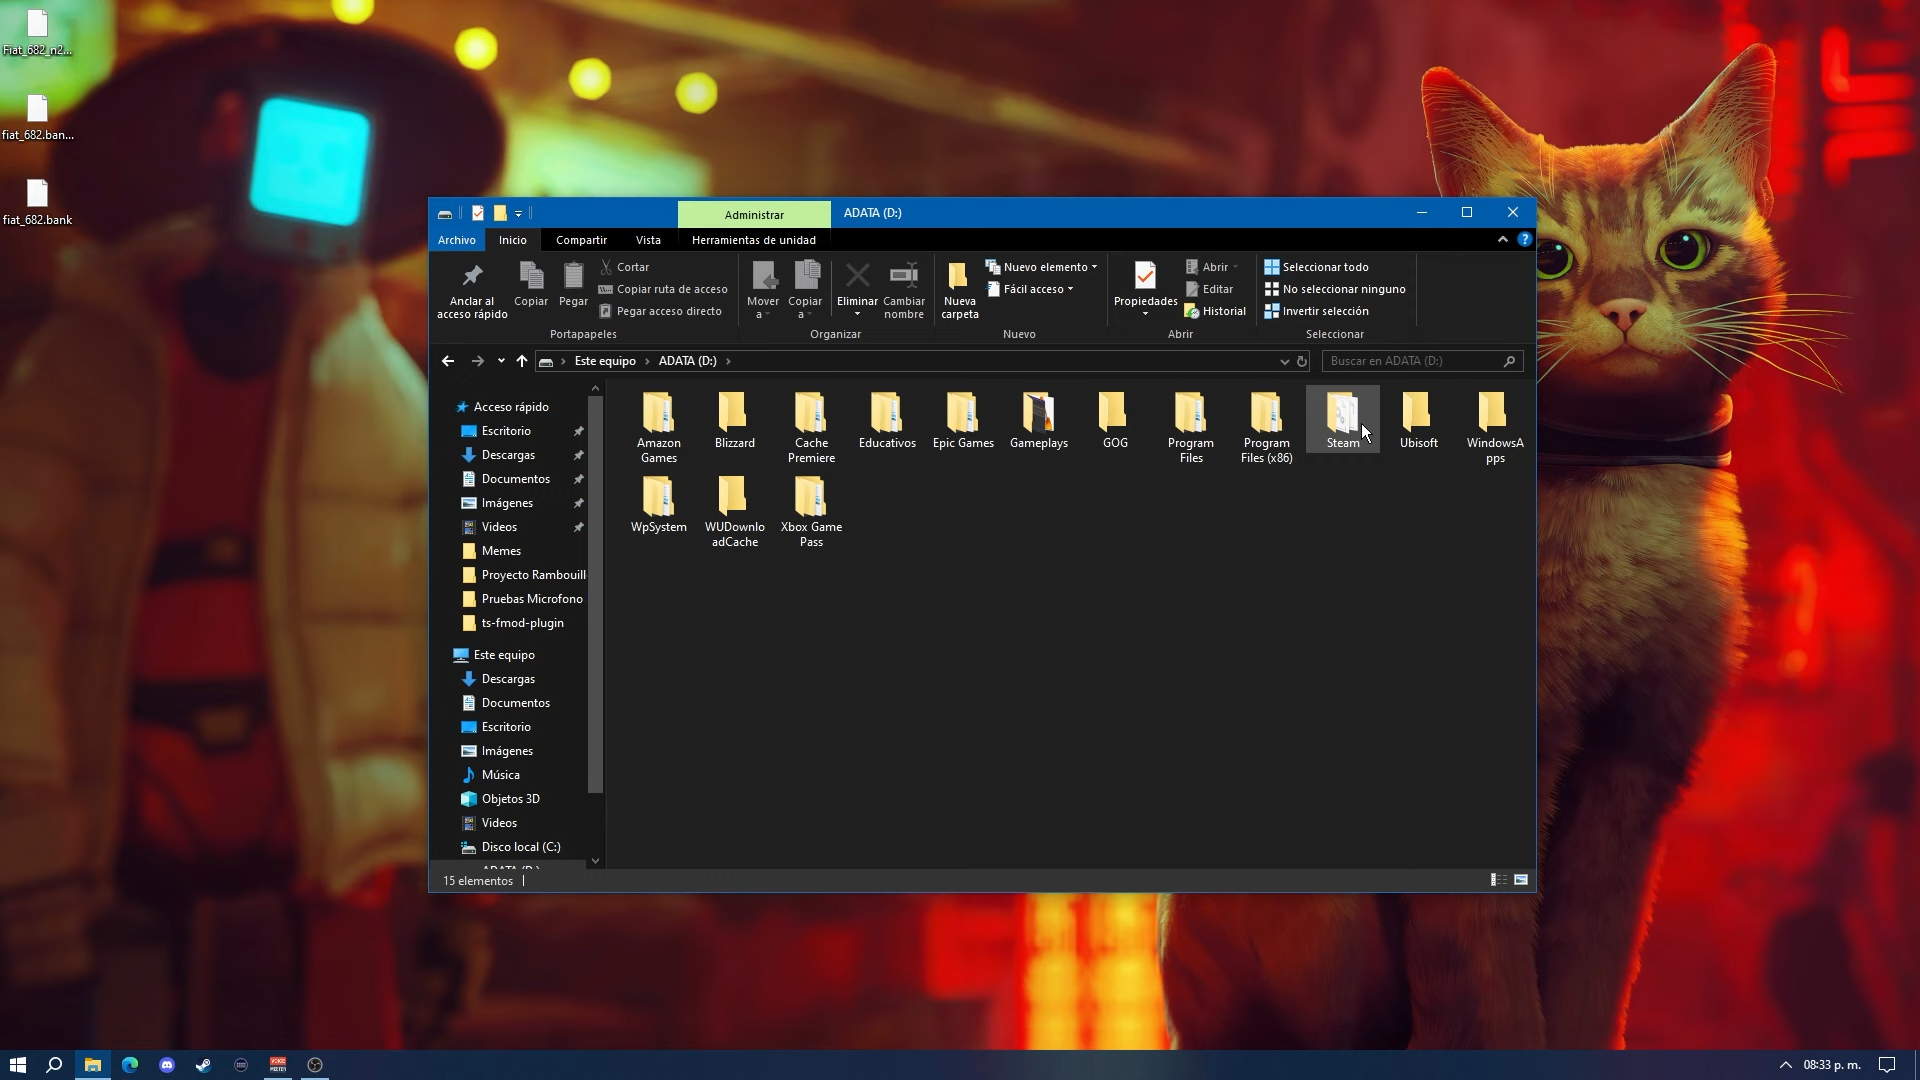 Fiat_682_n2...
fiat_682.ban...
fiat_682.bank
Administrar
ADATA (D:)
Archivo
Inicio
Compartir
Vista
Herramientas de unidad
Anclar al
acceso rápido
Copiar
Pegar
Cortar
Copiar ruta de acceso
Pegar acceso directo
Portapapeles
Mover
a
Copiar
a
Eliminar
Cambiar
nombre
Organizar
Nueva
carpeta
Nuevo elemento
Fácil acceso
Nuevo
Propiedades
Abrir
Editar
Historial
Abrir
Seleccionar todo
No seleccionar ninguno
Invertir selección
Seleccionar
Este equipo
ADATA (D:)
Buscar en ADATA (D:)
Acceso rápido
Escritorio
Descargas
Documentos
Imágenes
Videos
Memes
Proyecto Rambouill
Pruebas Microfono
ts-fmod-plugin
Este equipo
Descargas
Documentos
Escritorio
Imágenes
Música
Objetos 3D
Videos
Disco local (C:)
ADATA (D:)
Amazon
Games
Blizzard
Cache
Premiere
Educativos
Epic Games
Gameplays
GOG
Program
Files
Program
Files (x86)
Steam
Ubisoft
WindowsA
pps
WpSystem
WUDownlo
adCache
Xbox Game
Pass
15 elementos
VOICE
MEETER
08:33 p. m.